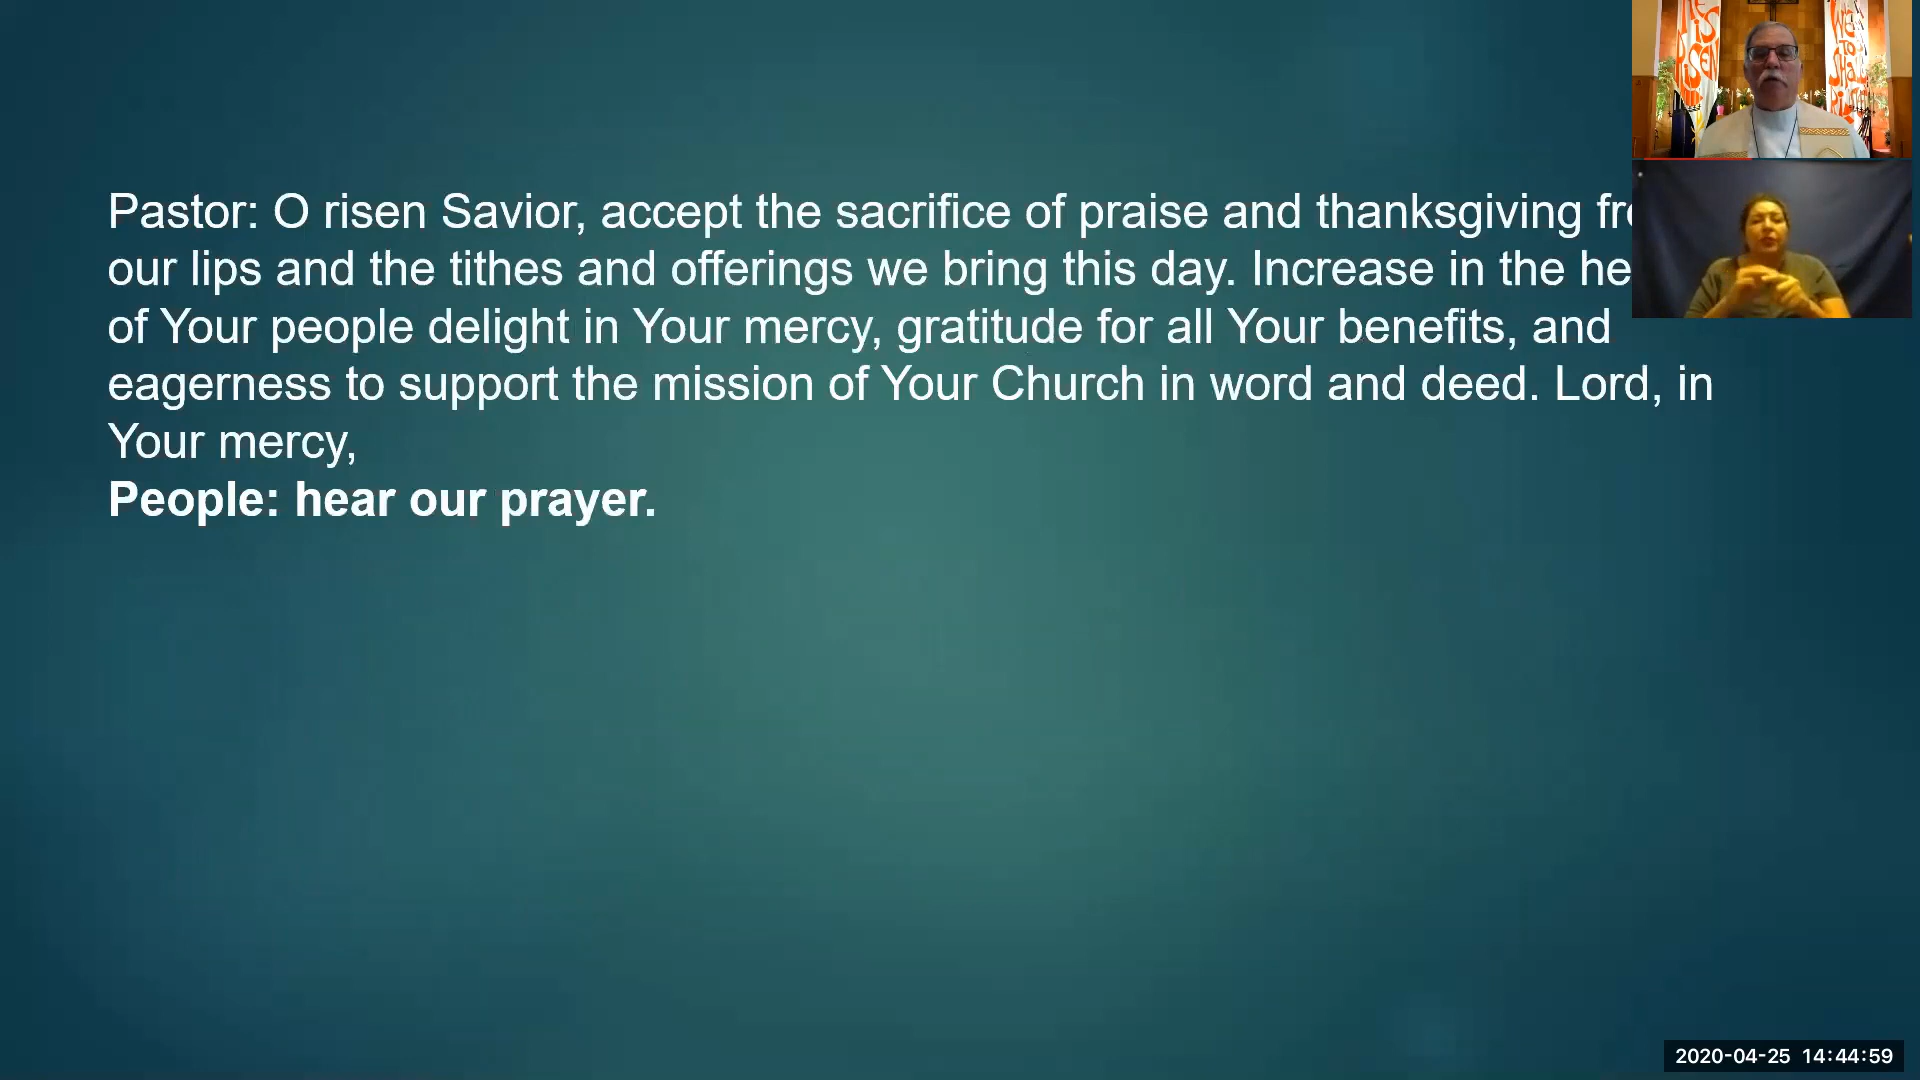 Pastor: O risen Savior, accept the sacrifice of praise and thanksgiving
our lips and the tithes and offerings we bring this day. Increase in the
of Your people delight in Your mercy, gratitude for all Your benefits, and
eagerness to support the mission of Your Church in word and deed. Lord, in
Your mercy,
People: hear our prayer.
2020-04-25 14:44:59